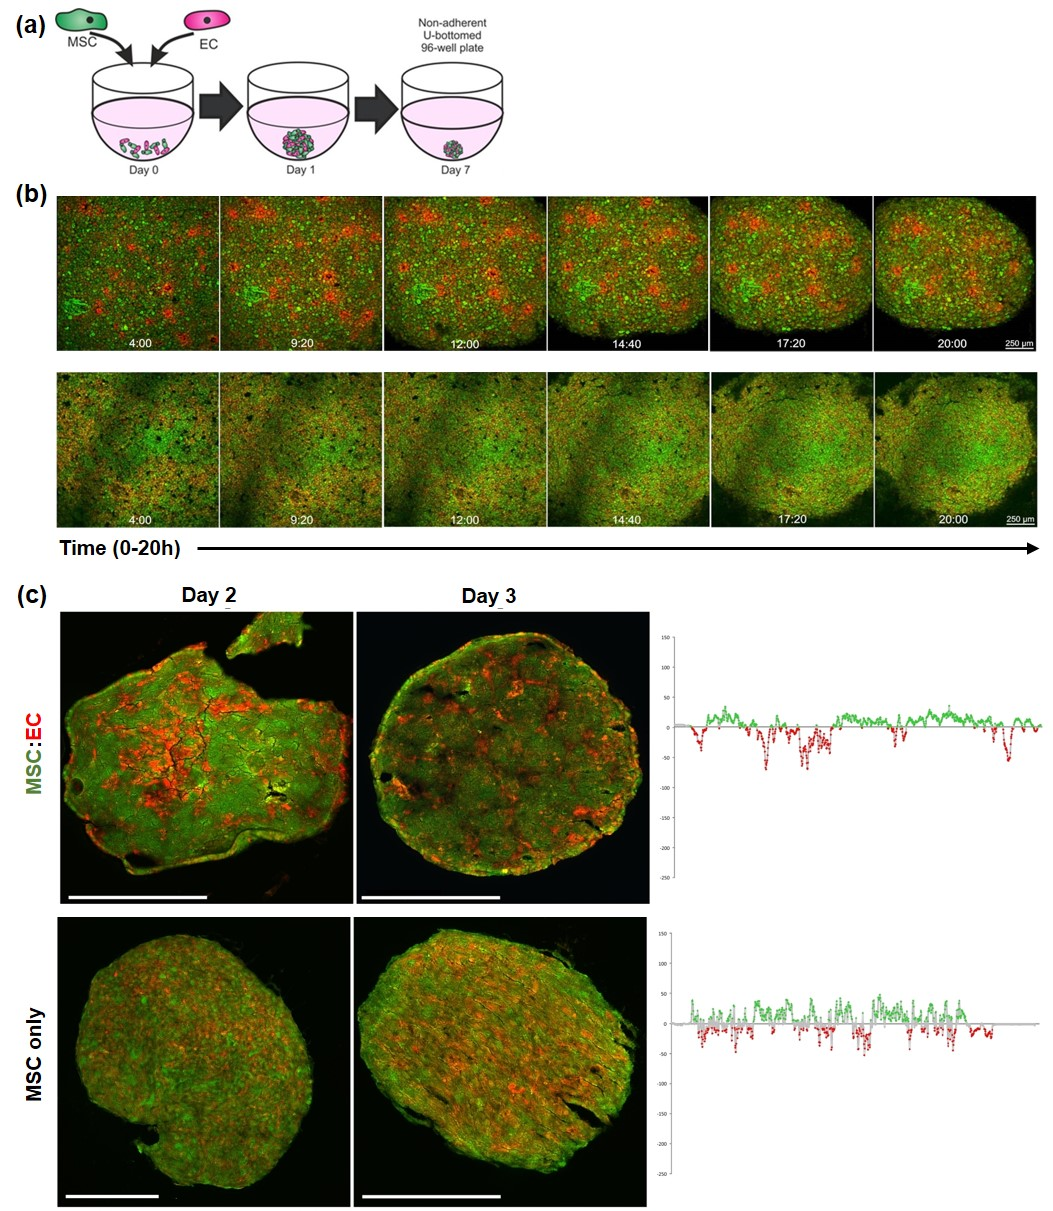 (a)
MSC
EC
Non-adherent
U-bottomed
96-well plate
Day 0
Day 1
Day 7
(b)
4:00
9:20
12:00
14:40
17:20
20:00
250 µm
4:00
9:20
12:00
14:40
17:20
20:00
250 µm
Time (0-20h)
(c)
Day 2
Day 3
MSC:EC
150
100
50
0
-50
-100
-150
-200
-250
MSC only
150
100
50
0
-50
-100
-150
-200
-250